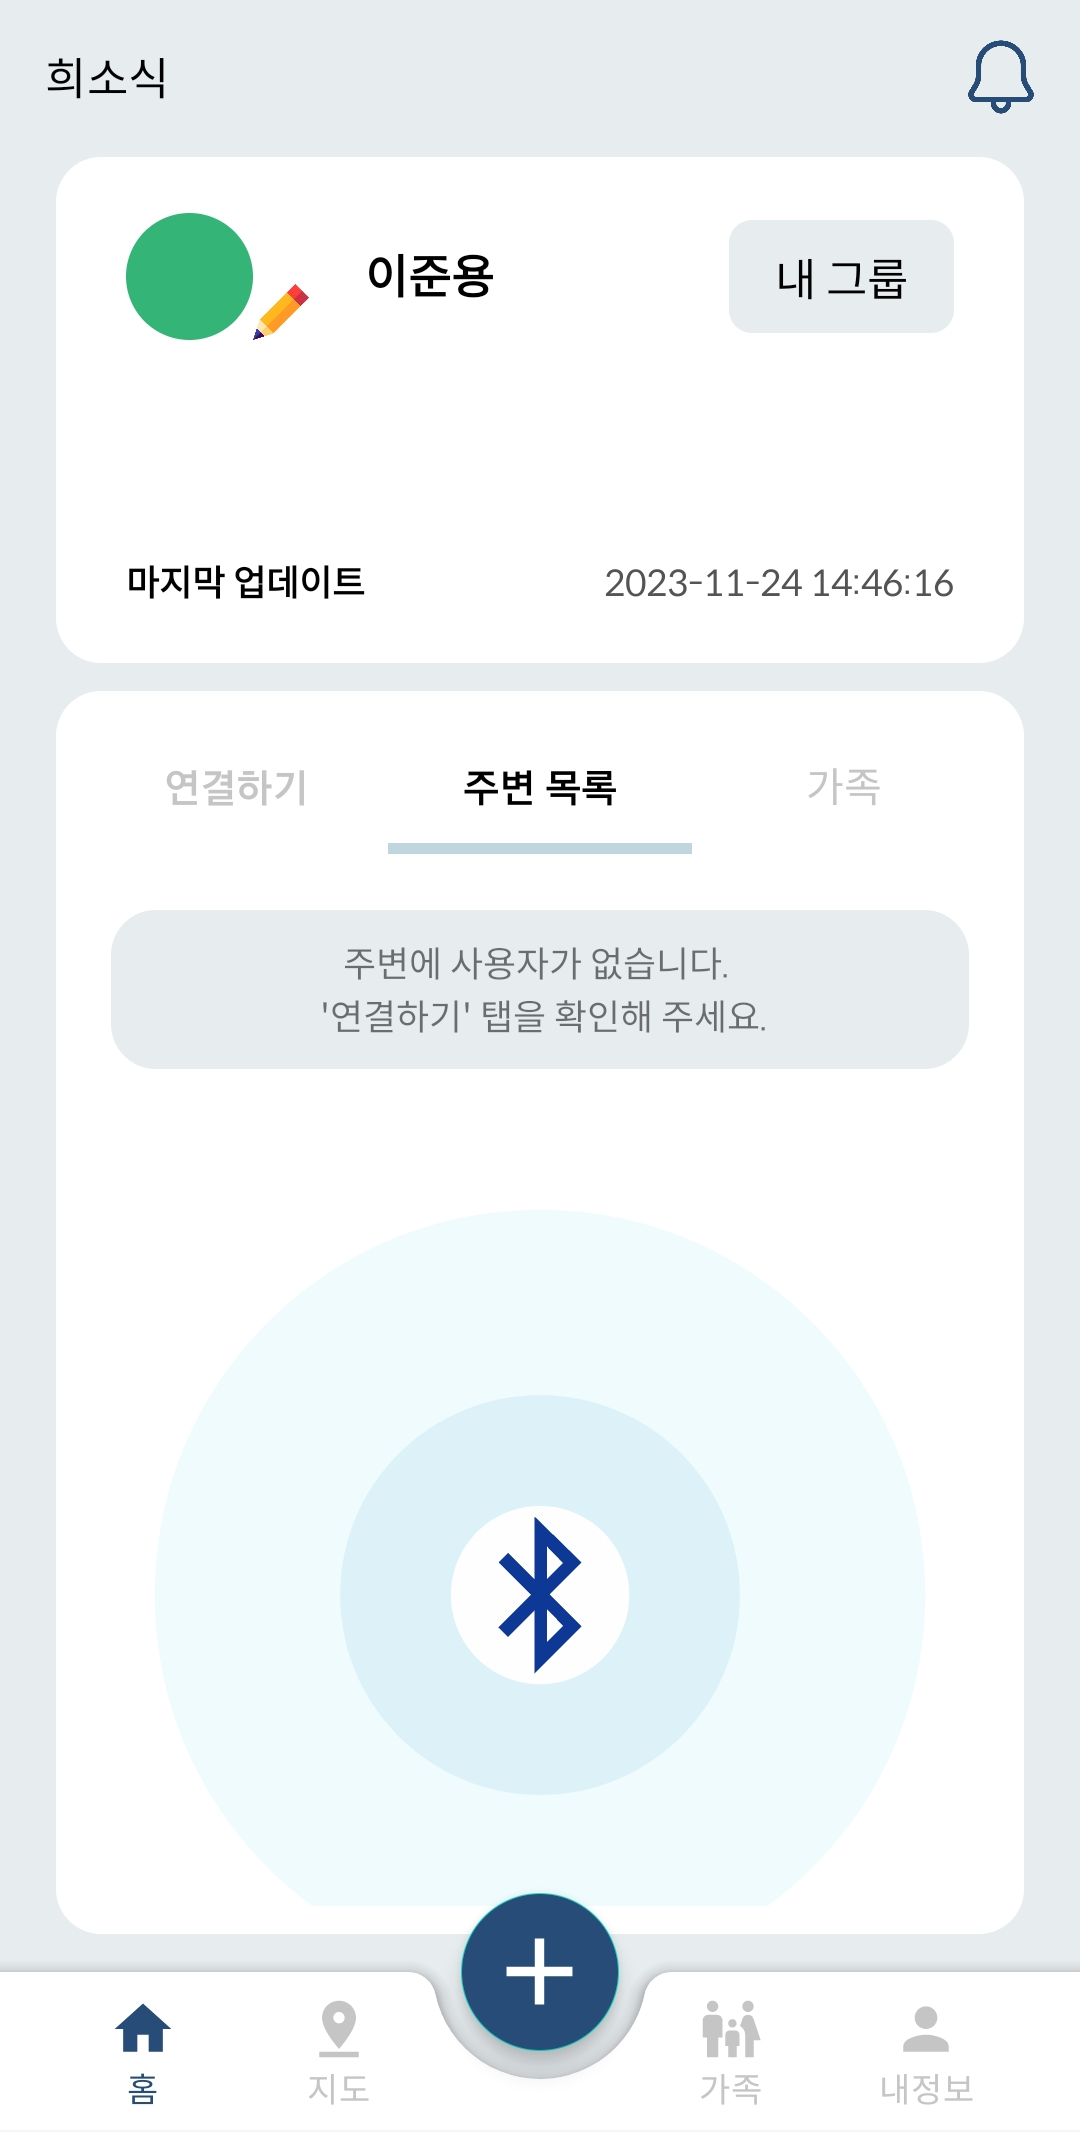 희소식
이준용
내 그룹
마지막 업데이트
2023-11-24 14:46:16
연결하기
주변 목록
가족
주변에 사용자가 없습니다.
'연결하기' 탭을 확인해 주세요.
홈
지도
가족
내정보